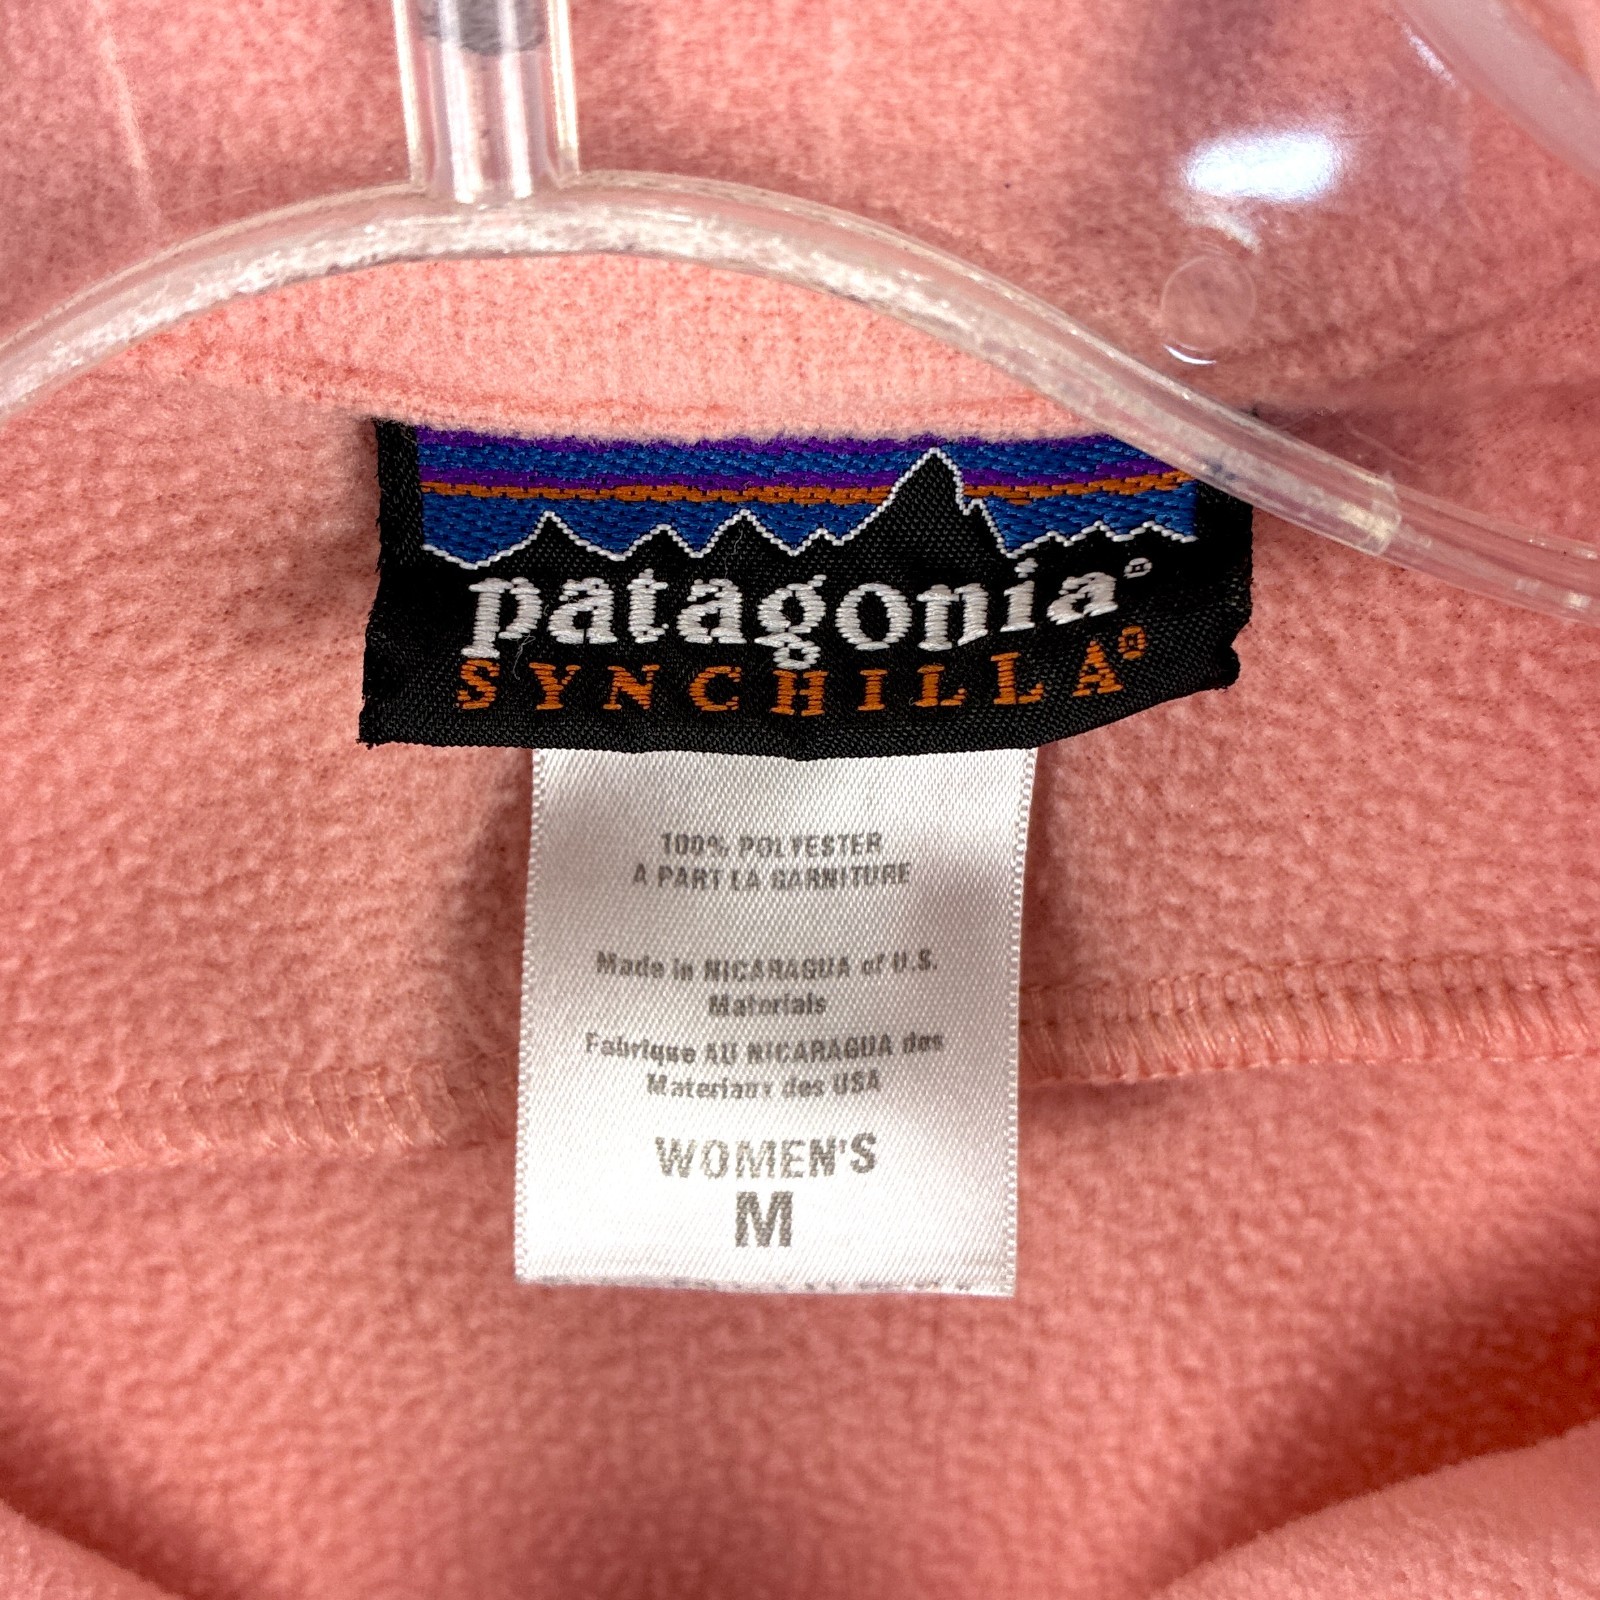 patagonia®
SYNCHILLA®
100% POLYESTER
A PART LA GARNITURE
Made in NICARAGUA of U.S.
Materials
Fabrique AU NICARAGUA des
Materiaux des USA
WOMEN'S
M